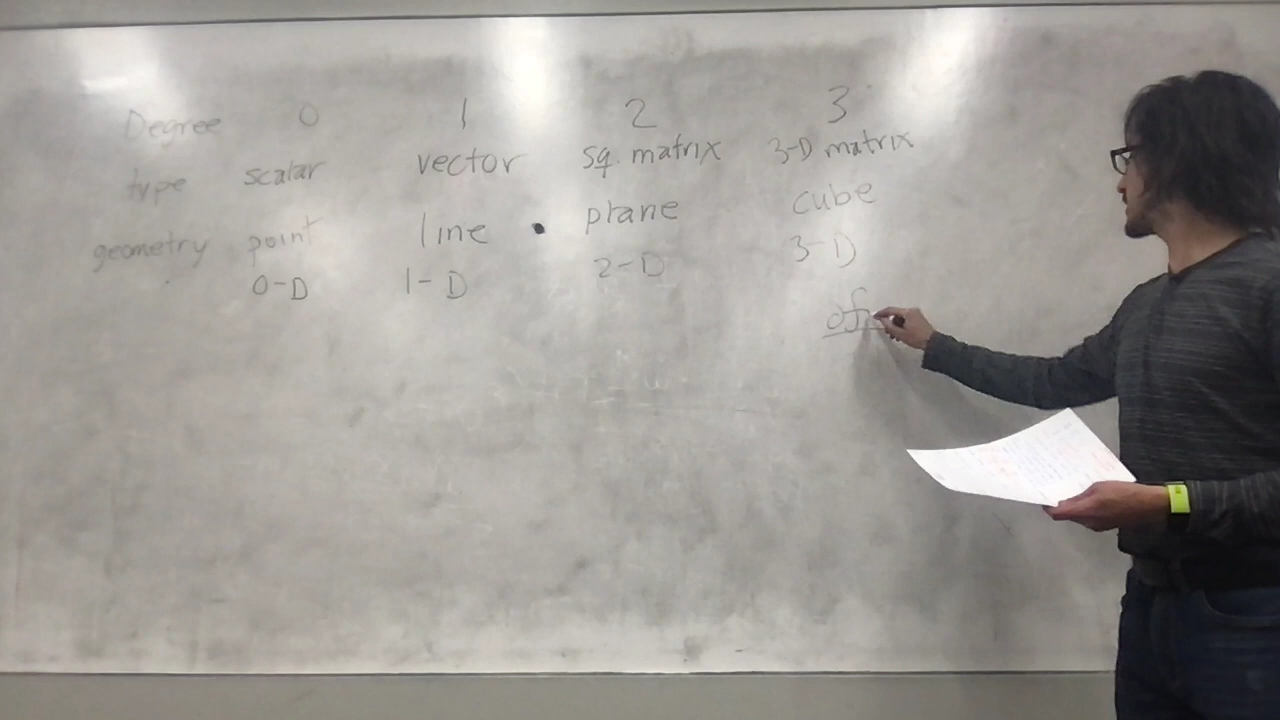 Degree 0 1 2 3
type scalar vector sq. matrix 3-D matrix
geometry point line plane cube
0-D 1-D 2-D 3-D